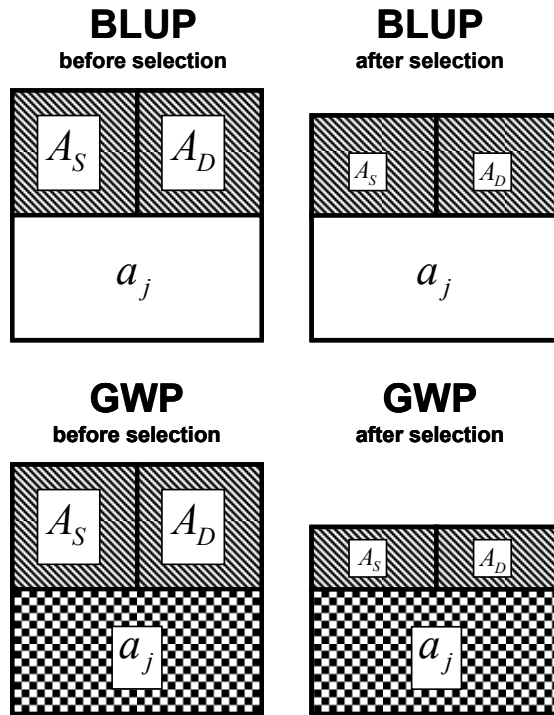 BLUP BLUP
before selection after selection
A_S A_D A_S A_D
a_j a_j
GWP GWP
before selection after selection
A_S A_D A_S A_D
a_j a_j